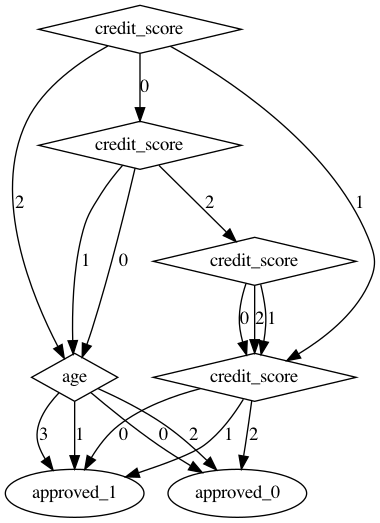 credit_score
0
credit_score
2
1
1
0
2
credit_score
0 2 1
age
credit_score
3 1 0 0 2 1 2
approved_1
approved_0